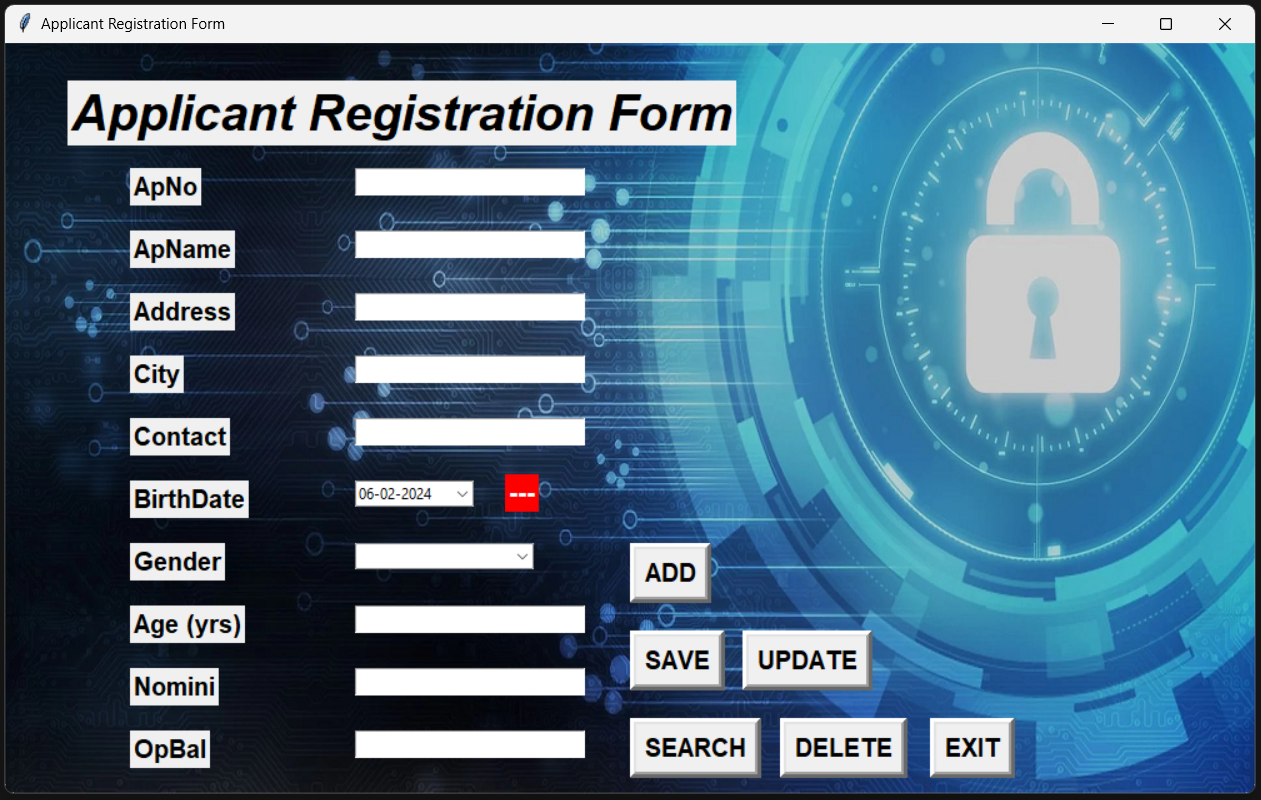 Applicant Registration Form
Applicant Registration Form
ApNo
ApName
Address
City
Contact
BirthDate 06-02-2024 ---
Gender
ADD
Age (yrs)
SAVE UPDATE
Nomini
OpBal
SEARCH DELETE EXIT